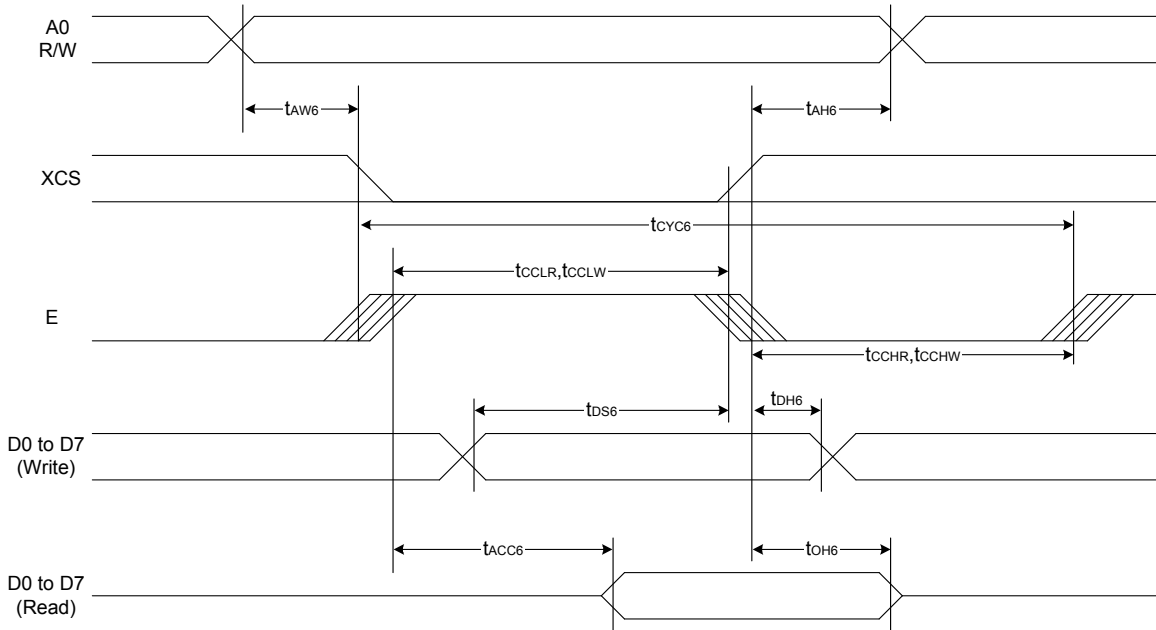 A0
R/W
tAW6
tAH6
XCS
tCYC6
tCCLR,tCCLW
E
tCCHR,tCCHW
tDS6
tDH6
D0 to D7
(Write)
tACC6
tOH6
D0 to D7
(Read)